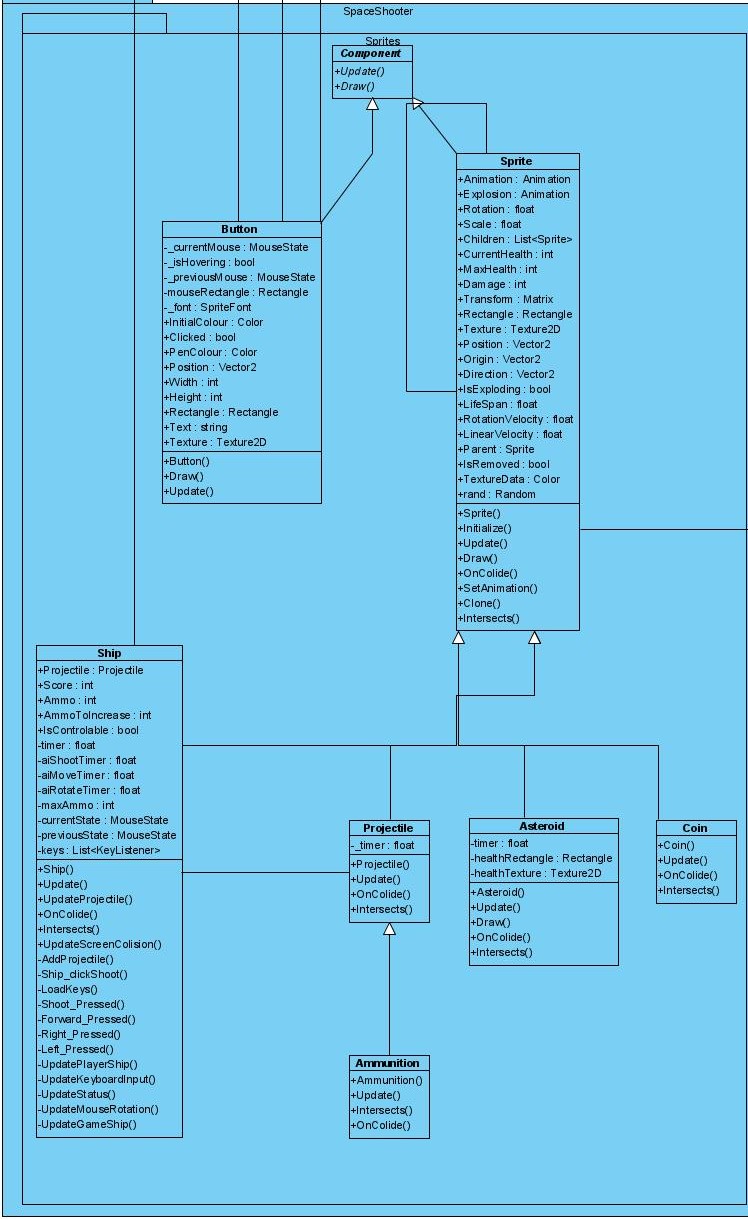 SpaceShooter
Sprites
Component
+Update()
+Draw()
Sprite
+Animation : Animation
+Explosion : Animation
+Rotation : float
+Scale : float
+Children : List<Sprite>
+CurrentHealth : int
+MaxHealth : int
+Damage : int
+Transform : Matrix
+Rectangle : Rectangle
+Texture : Texture2D
+Position : Vector2
+Origin : Vector2
+Direction : Vector2
+IsExploding : bool
+LifeSpan : float
+RotationVelocity : float
+LinearVelocity : float
+Parent : Sprite
+IsRemoved : bool
+TextureData : Color
+rand : Random
+Sprite()
+Initialize()
+Update()
+Draw()
+OnColide()
+SetAnimation()
+Clone()
+Intersects()
Button
-_currentMouse : MouseState
-_isHovering : bool
-_previousMouse : MouseState
-mouseRectangle : Rectangle
-_font : SpriteFont
+InitialColour : Color
+Clicked : bool
+PenColour : Color
+Position : Vector2
+Width : int
+Height : int
+Rectangle : Rectangle
+Text : string
+Texture : Texture2D
+Button()
+Draw()
+Update()
Ship
+Projectile : Projectile
+Score : int
+Ammo : int
+AmmoToIncrease : int
+IsControlable : bool
-timer : float
-aiShootTimer : float
-aiMoveTimer : float
-aiRotateTimer : float
-maxAmmo : int
-currentState : MouseState
-previousState : MouseState
-keys : List<KeyListener>
+Ship()
+Update()
+UpdateProjectile()
+OnColide()
+Intersects()
+UpdateScreenColision()
-AddProjectile()
-Ship_clickShoot()
-LoadKeys()
-Shoot_Pressed()
-Forward_Pressed()
-Right_Pressed()
-Left_Pressed()
-UpdatePlayerShip()
-UpdateKeyboardInput()
-UpdateStatus()
-UpdateMouseRotation()
-UpdateGameShip()
Projectile
-_timer : float
+Projectile()
+Update()
+OnColide()
+Intersects()
Asteroid
-timer : float
-healthRectangle : Rectangle
-healthTexture : Texture2D
+Asteroid()
+Update()
+Draw()
+OnColide()
+Intersects()
Coin
+Coin()
+Update()
+OnColide()
+Intersects()
Ammunition
+Ammunition()
+Update()
+Intersects()
+OnColide()